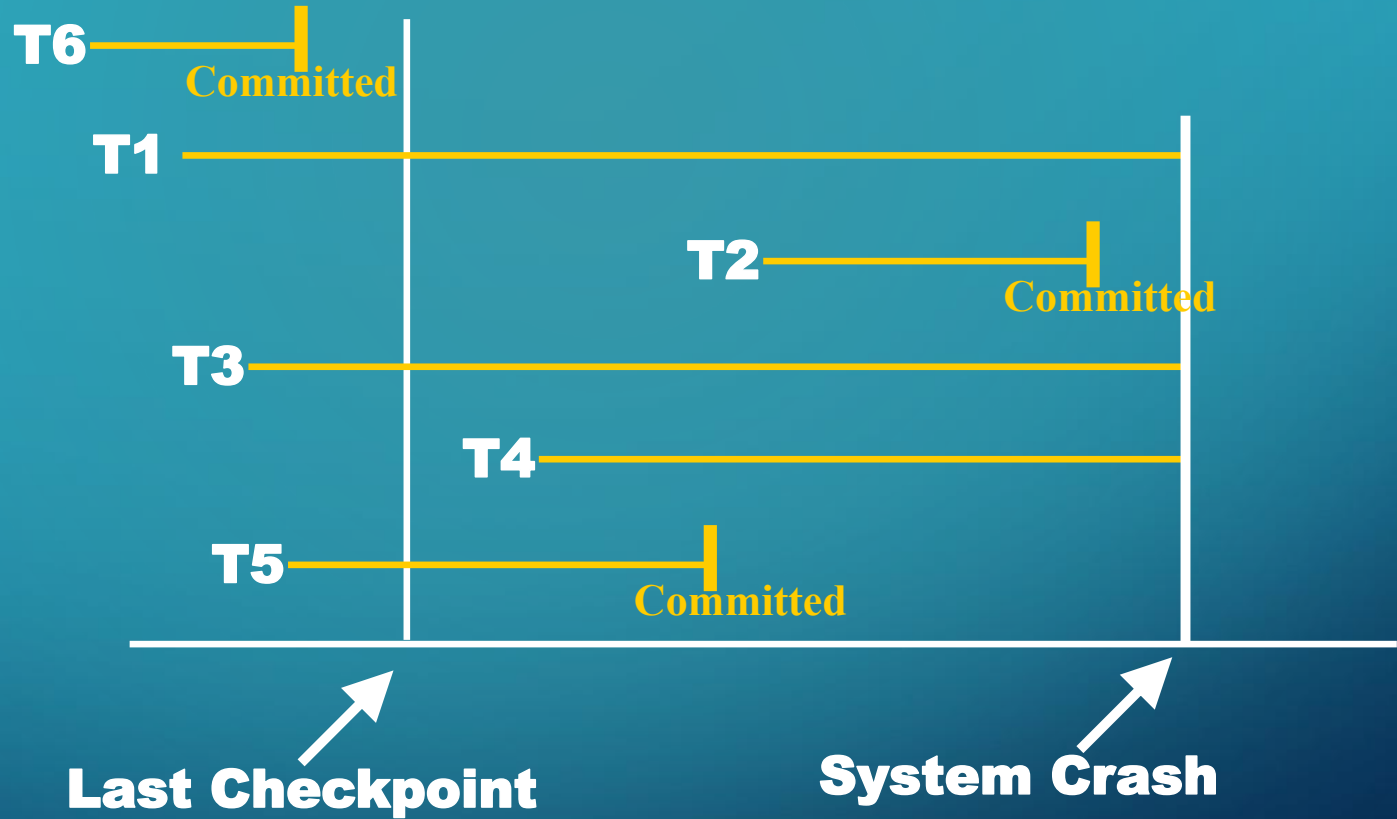 T6
Committed
T1
T2
Committed
T3
T4
T5
Committed
Last Checkpoint
System Crash